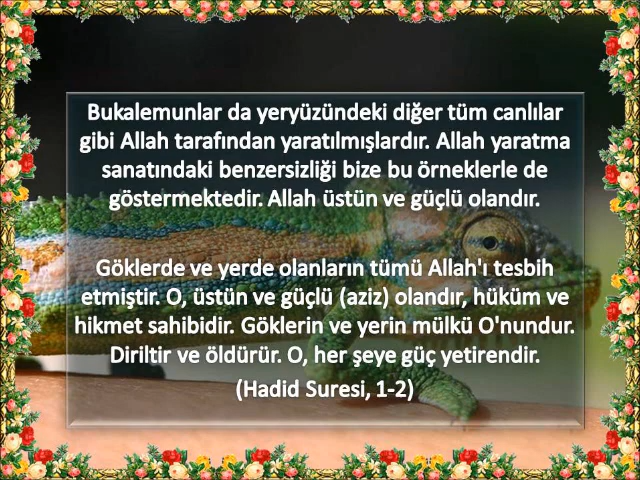 Bukalemunlar da yeryüzündeki diğer tüm canlılar
gibi Allah tarafından yaratılmışlardır. Allah yaratma
sanatındaki benzersizliği bize bu örneklerle de
göstermektedir. Allah üstün ve güçlü olandır.
Göklerde ve yerde olanların tümü Allah'ı tesbih
etmiştir. O, üstün ve güçlü (aziz) olandır, hüküm ve
hikmet sahibidir. Göklerin ve yerin mülkü O'nundur.
Diriltir ve öldürür. O, her şeye güç yetirendir.
(Hadid Suresi, 1-2)